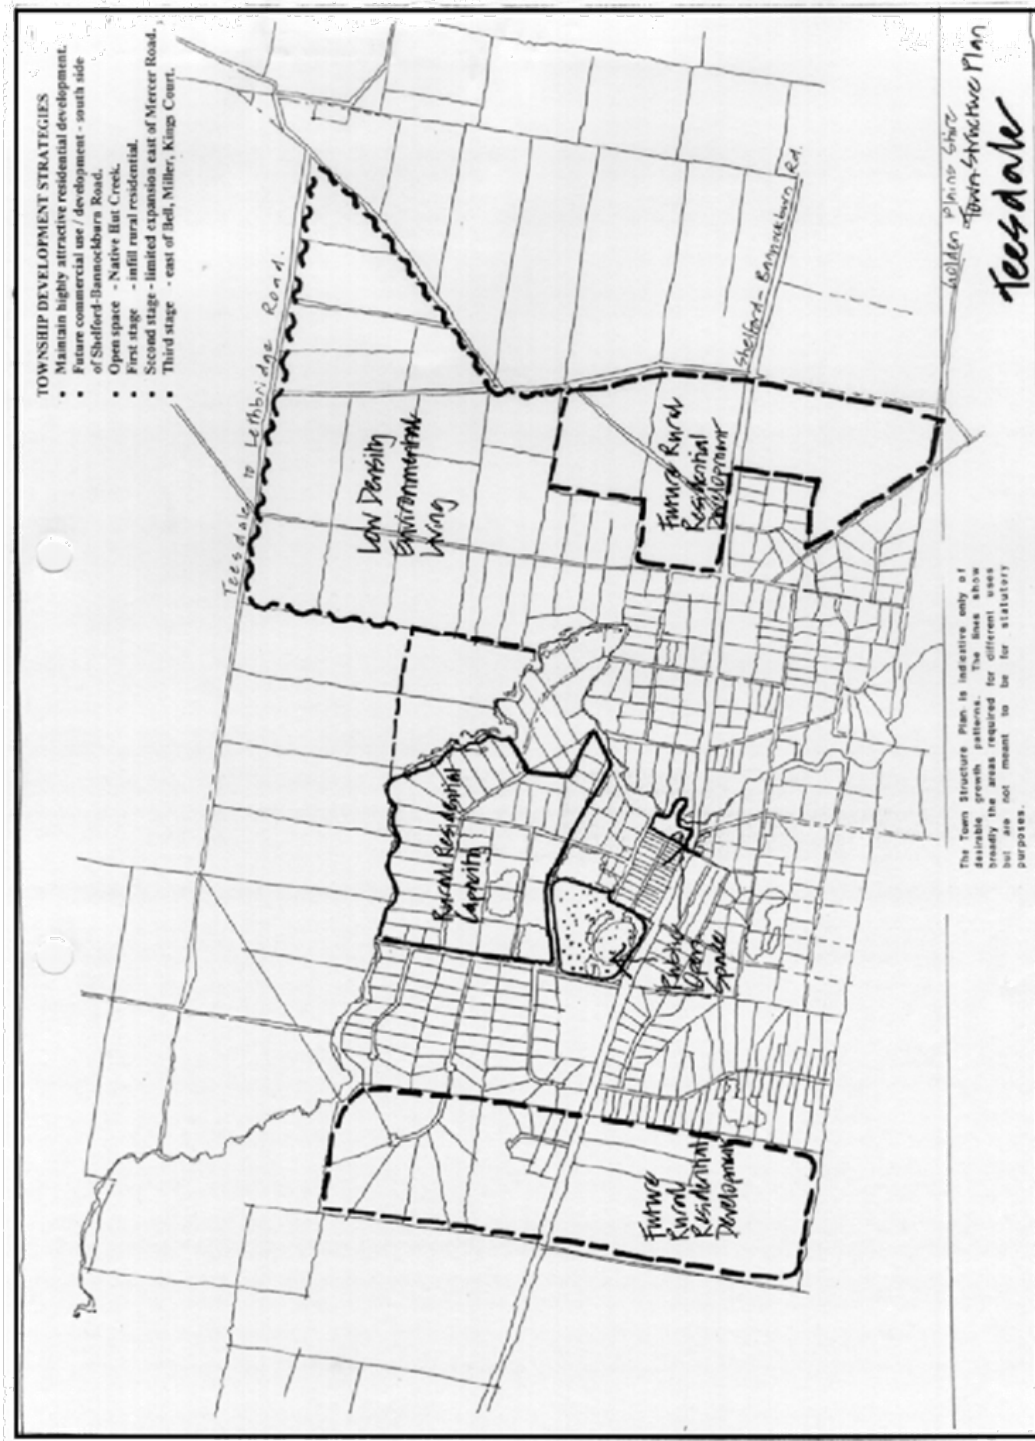 TOWNSHIP DEVELOPMENT STRATEGIES
• Maintain highly attractive residential development.
• Future commercial use / development - south side
of Shelford-Bannockburn Road.
• Open space - Native Hut Creek.
• First stage - infill rural residential.
• Second stage - limited expansion east of Mercer Road.
• Third stage - east of Bell, Miller, Kings Court.
Teesdale to Lethbridge Road.
Low Density
Environmental
Living
Future Rural
Residential
Development
Shelford-Bannockburn Rd.
Rural Residential
Capacity
Public
Open
Space
Future
Rural
Residential
Development
The Town Structure Plan is indicative only of
desirable growth patterns. The lines show
broadly the areas required for different uses
but are not meant to be for statutory
purposes.
Golden Plains Shire
Town Structure Plan
Teesdale